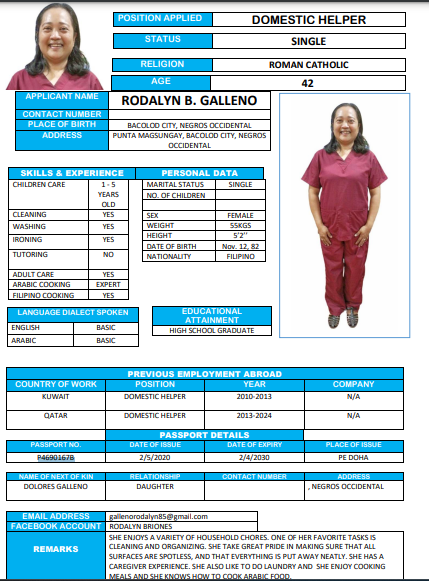 POSITION APPLIED DOMESTIC HELPER
STATUS SINGLE
RELIGION ROMAN CATHOLIC
AGE 42
APPLICANT NAME RODALYN B. GALLENO
CONTACT NUMBER
PLACE OF BIRTH BACOLOD CITY, NEGROS OCCIDENTAL
ADDRESS PUNTA MAGSUNGAY, BACOLOD CITY, NEGROS
OCCIDENTAL
SKILLS & EXPERIENCE
CHILDREN CARE 1 - 5
YEARS
OLD
CLEANING YES
WASHING YES
IRONING YES
TUTORING NO
ADULT CARE YES
ARABIC COOKING EXPERT
FILIPINO COOKING YES
PERSONAL DATA
MARITAL STATUS SINGLE
NO. OF CHILDREN
SEX FEMALE
WEIGHT 55KGS
HEIGHT 5'2''
DATE OF BIRTH Nov. 12, 82
NATIONALITY FILIPINO
LANGUAGE DIALECT SPOKEN
ENGLISH BASIC
ARABIC BASIC
EDUCATIONAL
ATTAINMENT
HIGH SCHOOL GRADUATE
PREVIOUS EMPLOYMENT ABROAD
COUNTRY OF WORK POSITION YEAR COMPANY
KUWAIT DOMESTIC HELPER 2010-2013 N/A
QATAR DOMESTIC HELPER 2013-2024 N/A
PASSPORT DETAILS
PASSPORT NO. DATE OF ISSUE DATE OF EXPIRY PLACE OF ISSUE
P4690167B 2/5/2020 2/4/2030 PE DOHA
NAME OF NEXT OF KIN RELATIONSHIP CONTACT NUMBER ADDRESS
DOLORES GALLENO DAUGHTER , NEGROS OCCIDENTAL
EMAIL ADDRESS gallenorodalyn85@gmail.com
FACEBOOK ACCOUNT RODALYN BRIONES
REMARKS
SHE ENJOYS A VARIETY OF HOUSEHOLD CHORES. ONE OF HER FAVORITE TASKS IS
CLEANING AND ORGANIZING. SHE TAKE GREAT PRIDE IN MAKING SURE THAT ALL
SURFACES ARE SPOTLESS, AND THAT EVERYTHING IS PUT AWAY NEATLY. SHE HAS A
CAREGIVER EXPERIENCE. SHE ALSO LIKE TO DO LAUNDRY AND SHE ENJOY COOKING
MEALS AND SHE KNOWS HOW TO COOK ARABIC FOOD.